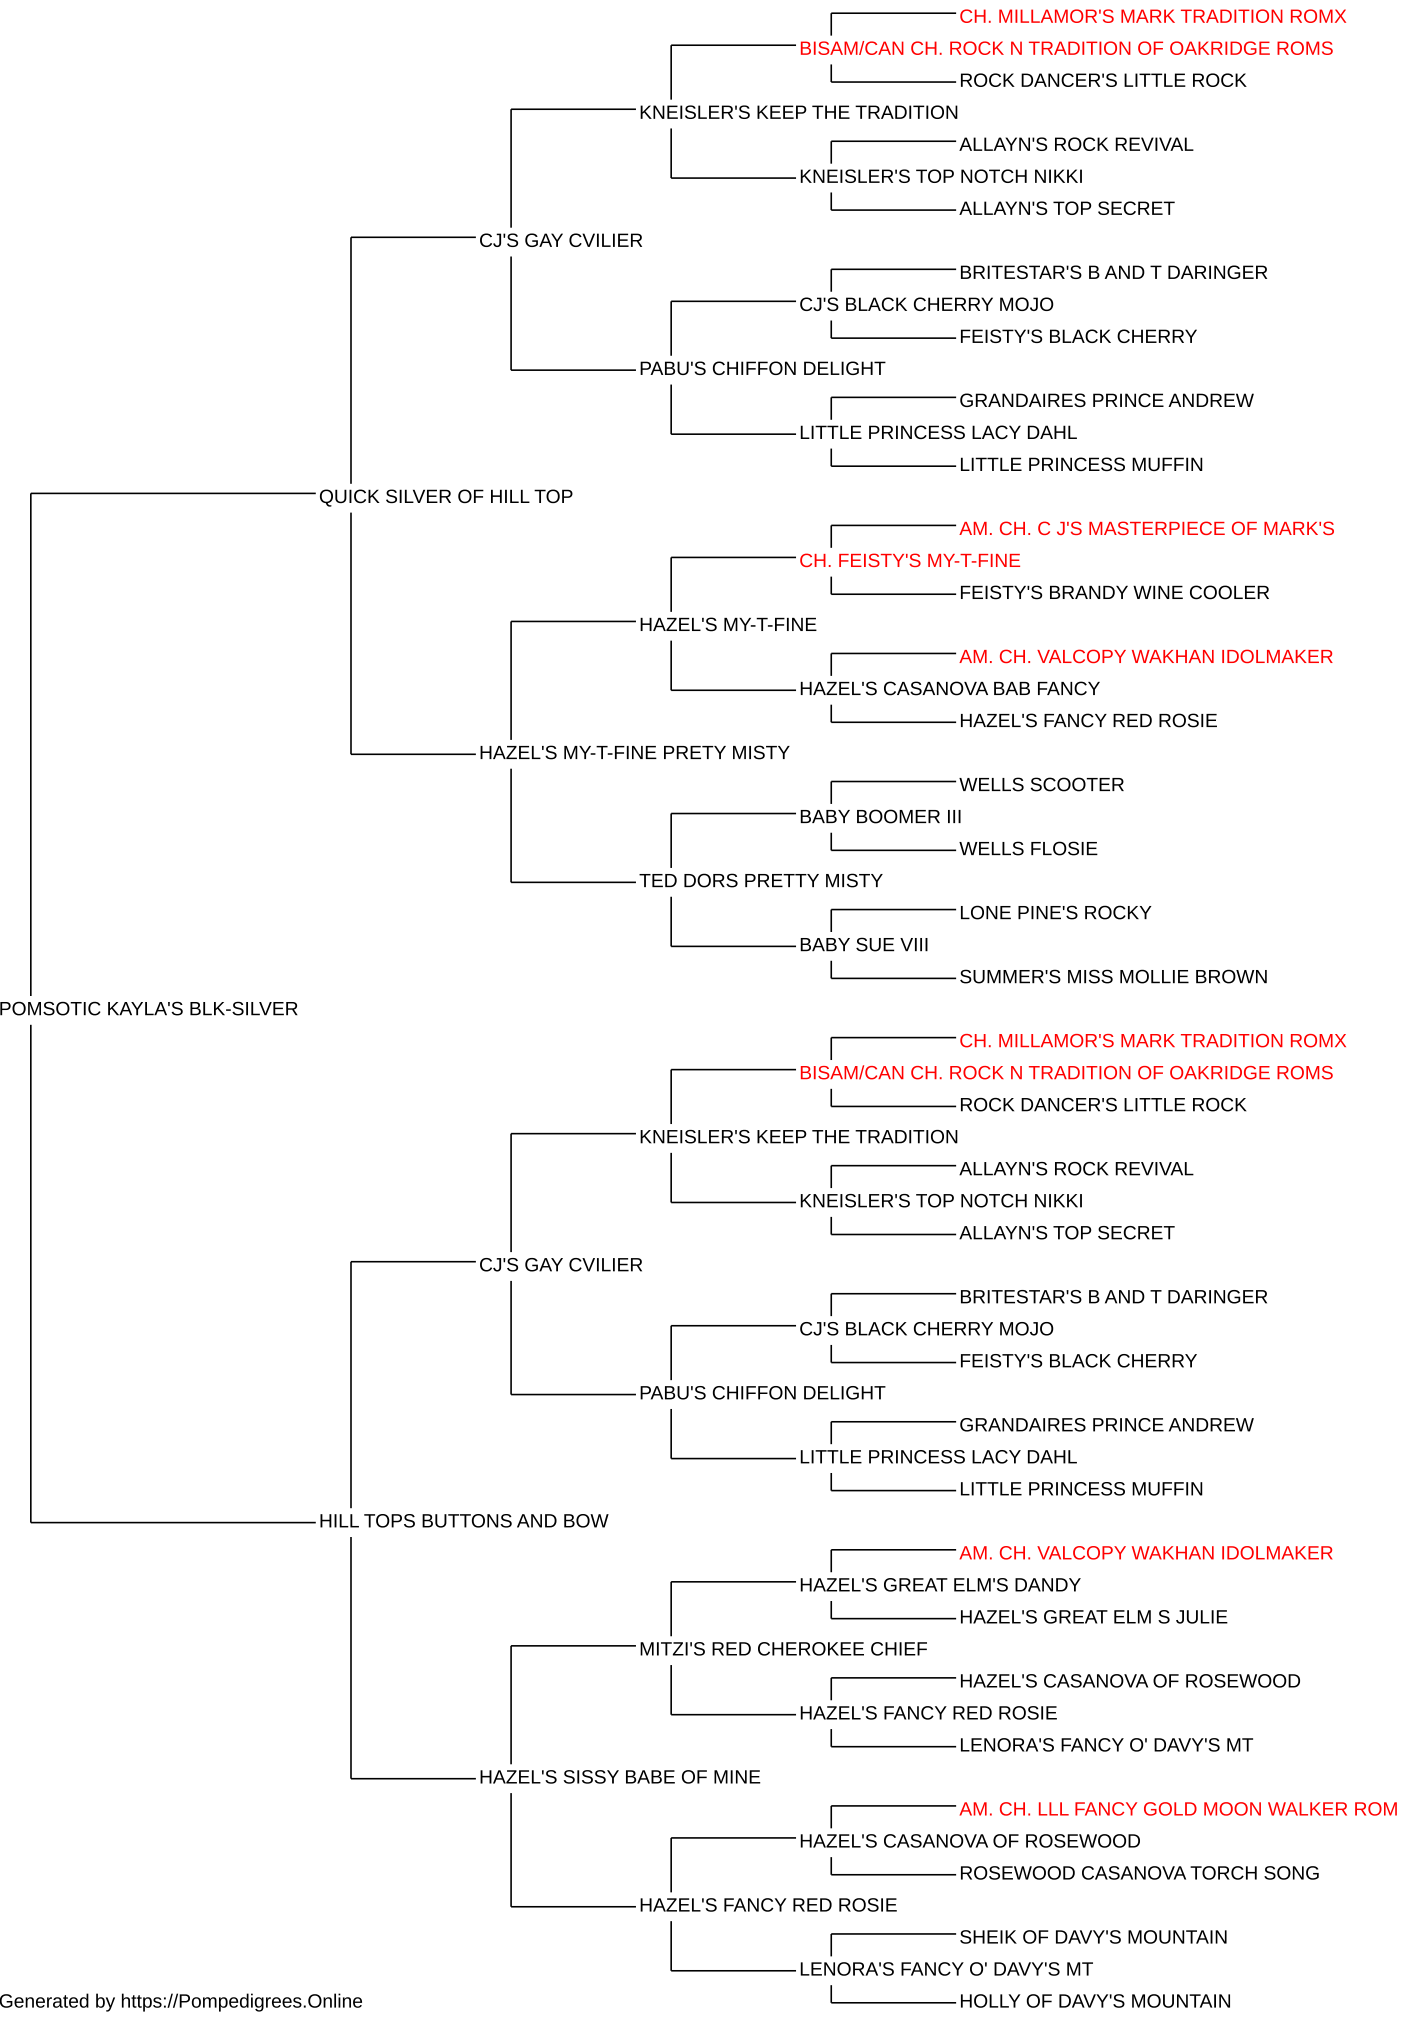 CH. MILLAMOR'S MARK TRADITION ROMX
BISAM/CAN CH. ROCK N TRADITION OF OAKRIDGE ROMS
ROCK DANCER'S LITTLE ROCK
KNEISLER'S KEEP THE TRADITION
ALLAYN'S ROCK REVIVAL
KNEISLER'S TOP NOTCH NIKKI
ALLAYN'S TOP SECRET
CJ'S GAY CVILIER
BRITESTAR'S B AND T DARINGER
CJ'S BLACK CHERRY MOJO
FEISTY'S BLACK CHERRY
PABU'S CHIFFON DELIGHT
GRANDAIRES PRINCE ANDREW
LITTLE PRINCESS LACY DAHL
LITTLE PRINCESS MUFFIN
QUICK SILVER OF HILL TOP
AM. CH. C J'S MASTERPIECE OF MARK'S
CH. FEISTY'S MY-T-FINE
FEISTY'S BRANDY WINE COOLER
HAZEL'S MY-T-FINE
AM. CH. VALCOPY WAKHAN IDOLMAKER
HAZEL'S CASANOVA BAB FANCY
HAZEL'S FANCY RED ROSIE
HAZEL'S MY-T-FINE PRETY MISTY
WELLS SCOOTER
BABY BOOMER III
WELLS FLOSIE
TED DORS PRETTY MISTY
LONE PINE'S ROCKY
BABY SUE VIII
SUMMER'S MISS MOLLIE BROWN
POMSOTIC KAYLA'S BLK-SILVER
CH. MILLAMOR'S MARK TRADITION ROMX
BISAM/CAN CH. ROCK N TRADITION OF OAKRIDGE ROMS
ROCK DANCER'S LITTLE ROCK
KNEISLER'S KEEP THE TRADITION
ALLAYN'S ROCK REVIVAL
KNEISLER'S TOP NOTCH NIKKI
ALLAYN'S TOP SECRET
CJ'S GAY CVILIER
BRITESTAR'S B AND T DARINGER
CJ'S BLACK CHERRY MOJO
FEISTY'S BLACK CHERRY
PABU'S CHIFFON DELIGHT
GRANDAIRES PRINCE ANDREW
LITTLE PRINCESS LACY DAHL
LITTLE PRINCESS MUFFIN
HILL TOPS BUTTONS AND BOW
AM. CH. VALCOPY WAKHAN IDOLMAKER
HAZEL'S GREAT ELM'S DANDY
HAZEL'S GREAT ELM S JULIE
MITZI'S RED CHEROKEE CHIEF
HAZEL'S CASANOVA OF ROSEWOOD
HAZEL'S FANCY RED ROSIE
LENORA'S FANCY O' DAVY'S MT
HAZEL'S SISSY BABE OF MINE
AM. CH. LLL FANCY GOLD MOON WALKER ROM
HAZEL'S CASANOVA OF ROSEWOOD
ROSEWOOD CASANOVA TORCH SONG
HAZEL'S FANCY RED ROSIE
SHEIK OF DAVY'S MOUNTAIN
LENORA'S FANCY O' DAVY'S MT
HOLLY OF DAVY'S MOUNTAIN
Generated by https://Pompedigrees.Online